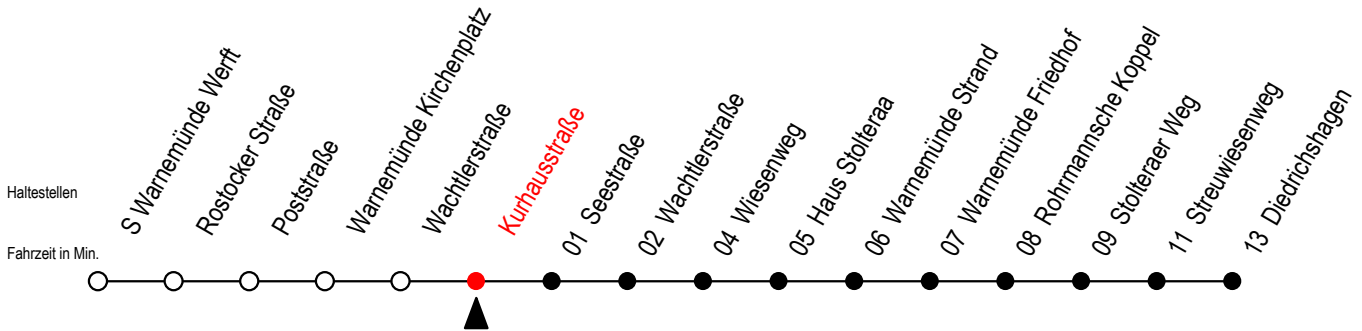 Haltestellen
Fahrzeit in Min.
S Warnemünde Werft
Rostocker Straße
Poststraße
Warnemünde Kirchenplatz
Wachtlerstraße
Kurhausstraße
01 Seestraße
02 Wachtlerstraße
04 Wiesenweg
05 Haus Stolteraa
06 Warnemünde Strand
07 Warnemünde Friedhof
08 Rohrmannsche Koppel
09 Stolteraer Weg
11 Streuwiesenweg
13 Diedrichshagen